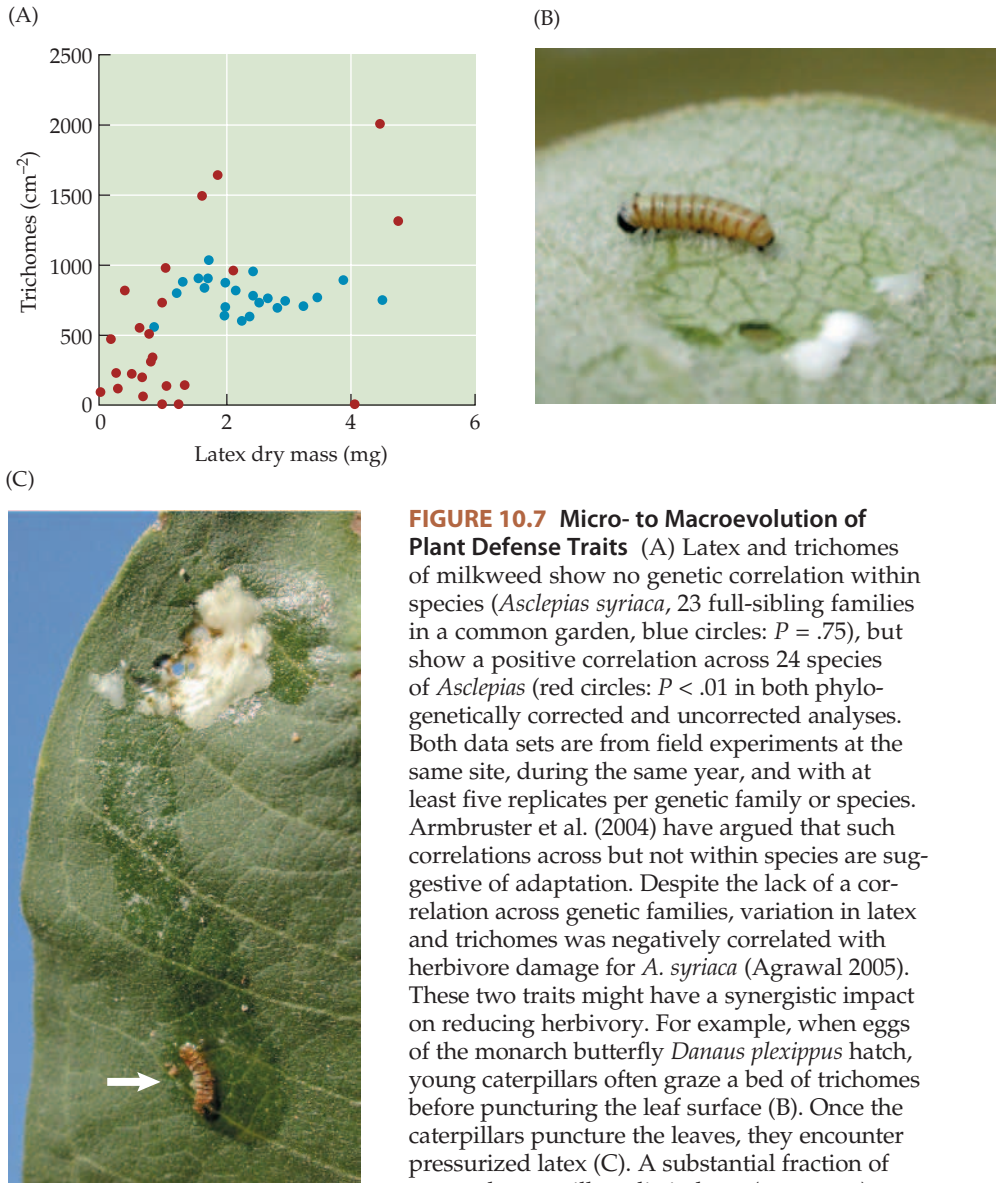 (A)
(B)
2500
2000
1500
1000
500
0
Trichomes (cm⁻²)
0 2 4 6
Latex dry mass (mg)
(C)
FIGURE 10.7 Micro- to Macroevolution of
Plant Defense Traits (A) Latex and trichomes
of milkweed show no genetic correlation within
species (Asclepias syriaca, 23 full-sibling families
in a common garden, blue circles: P = .75), but
show a positive correlation across 24 species
of Asclepias (red circles: P < .01 in both phylo-
genetically corrected and uncorrected analyses.
Both data sets are from field experiments at the
same site, during the same year, and with at
least five replicates per genetic family or species.
Armbruster et al. (2004) have argued that such
correlations across but not within species are sug-
gestive of adaptation. Despite the lack of a cor-
relation across genetic families, variation in latex
and trichomes was negatively correlated with
herbivore damage for A. syriaca (Agrawal 2005).
These two traits might have a synergistic impact
on reducing herbivory. For example, when eggs
of the monarch butterfly Danaus plexippus hatch,
young caterpillars often graze a bed of trichomes
before puncturing the leaf surface (B). Once the
caterpillars puncture the leaves, they encounter
pressurized latex (C). A substantial fraction of